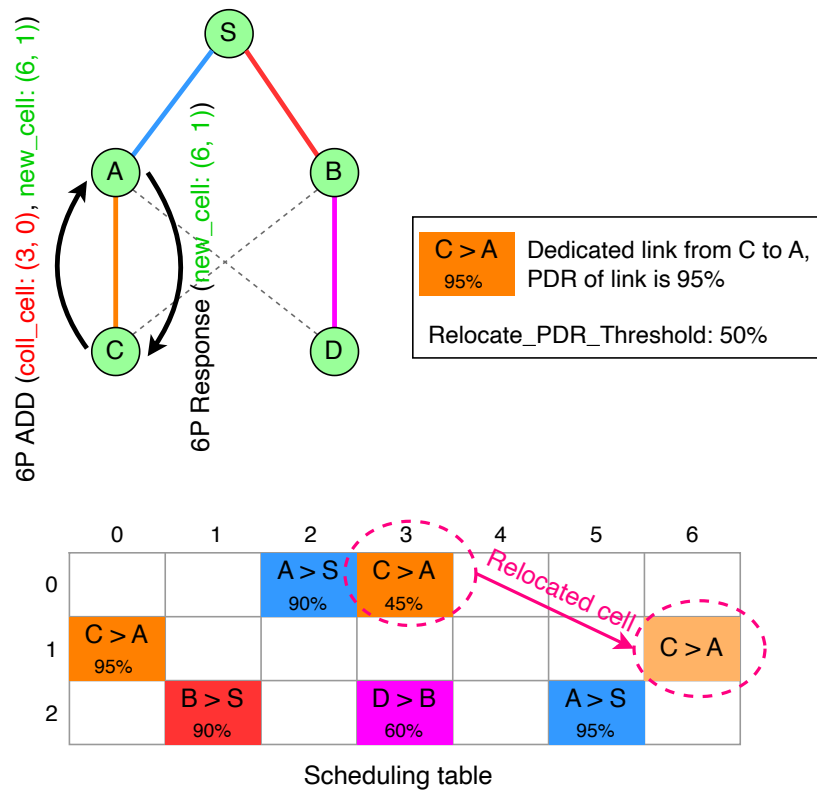 S
A
B
C
D
6P ADD (coll_cell: (3, 0), new_cell: (6, 1))
6P Response (new_cell: (6, 1))
C > A
95%
Dedicated link from C to A,
PDR of link is 95%
Relocate_PDR_Threshold: 50%
0 1 2 3 4 5 6
0
A > S
90%
C > A
45%
Relocated cell
1
C > A
95%
C > A
2
B > S
90%
D > B
60%
A > S
95%
Scheduling table